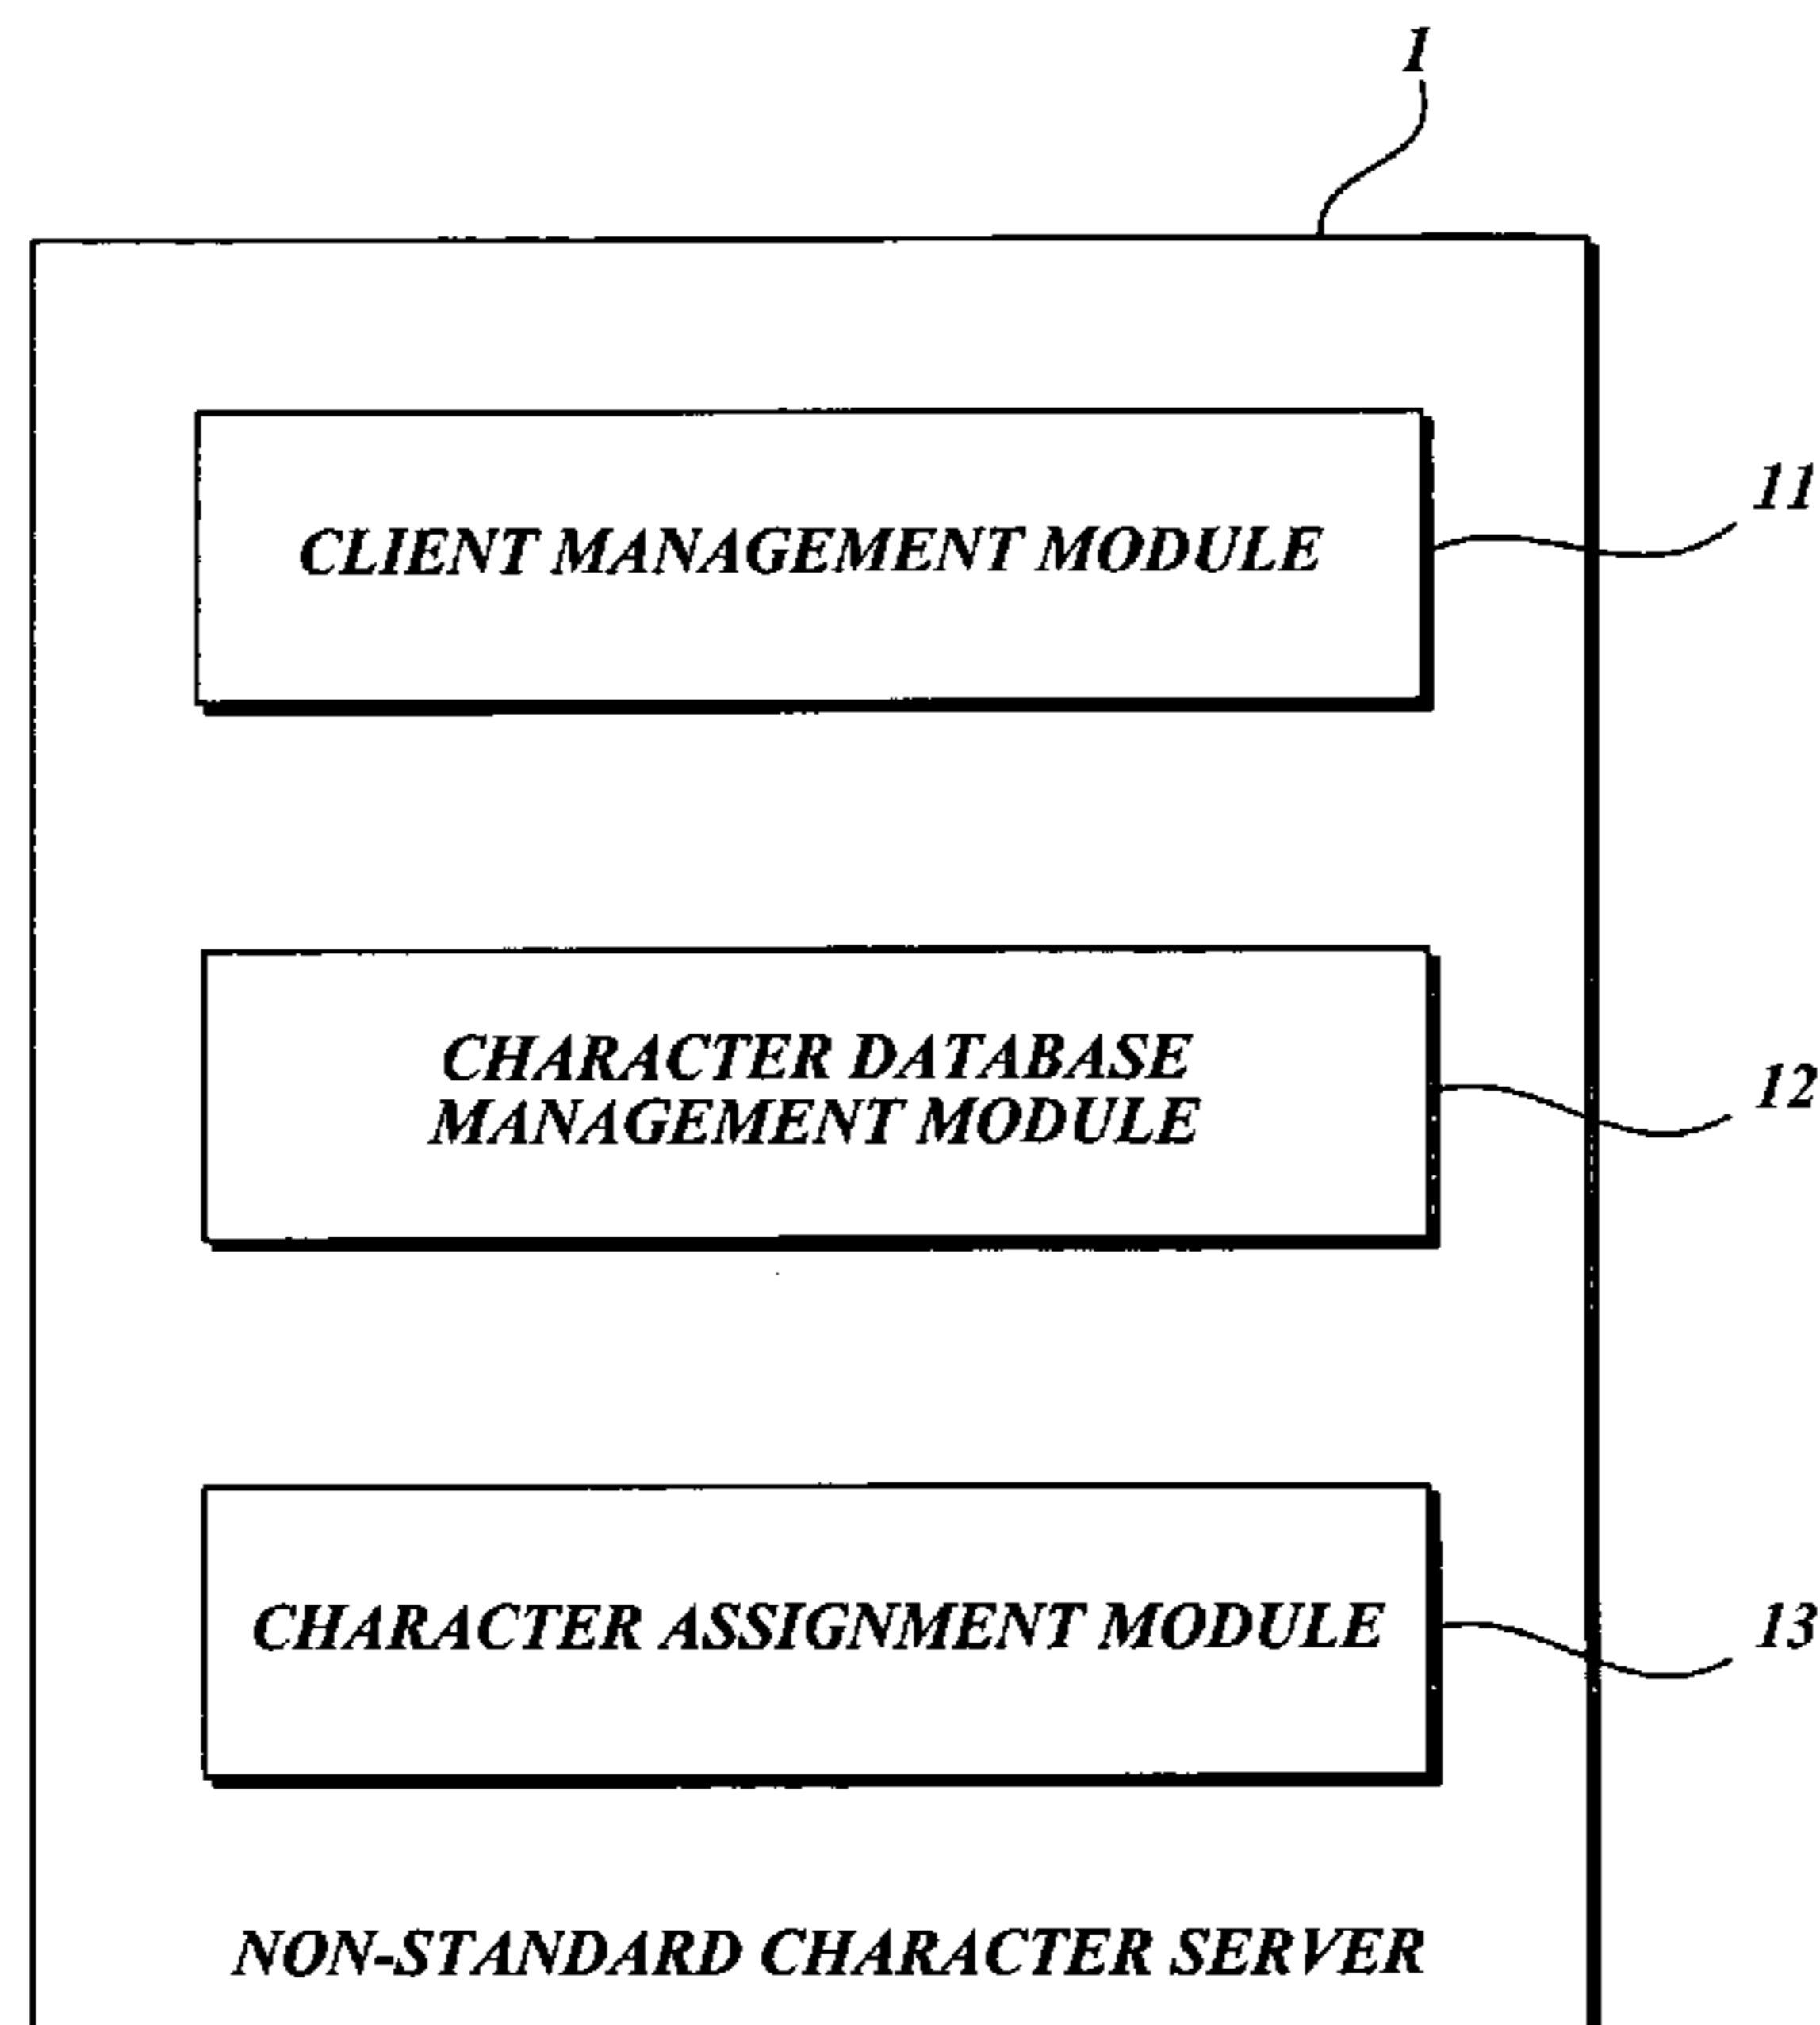 1
CLIENT MANAGEMENT MODULE
11
CHARACTER DATABASE
MANAGEMENT MODULE
12
CHARACTER ASSIGNMENT MODULE
13
NON-STANDARD CHARACTER SERVER